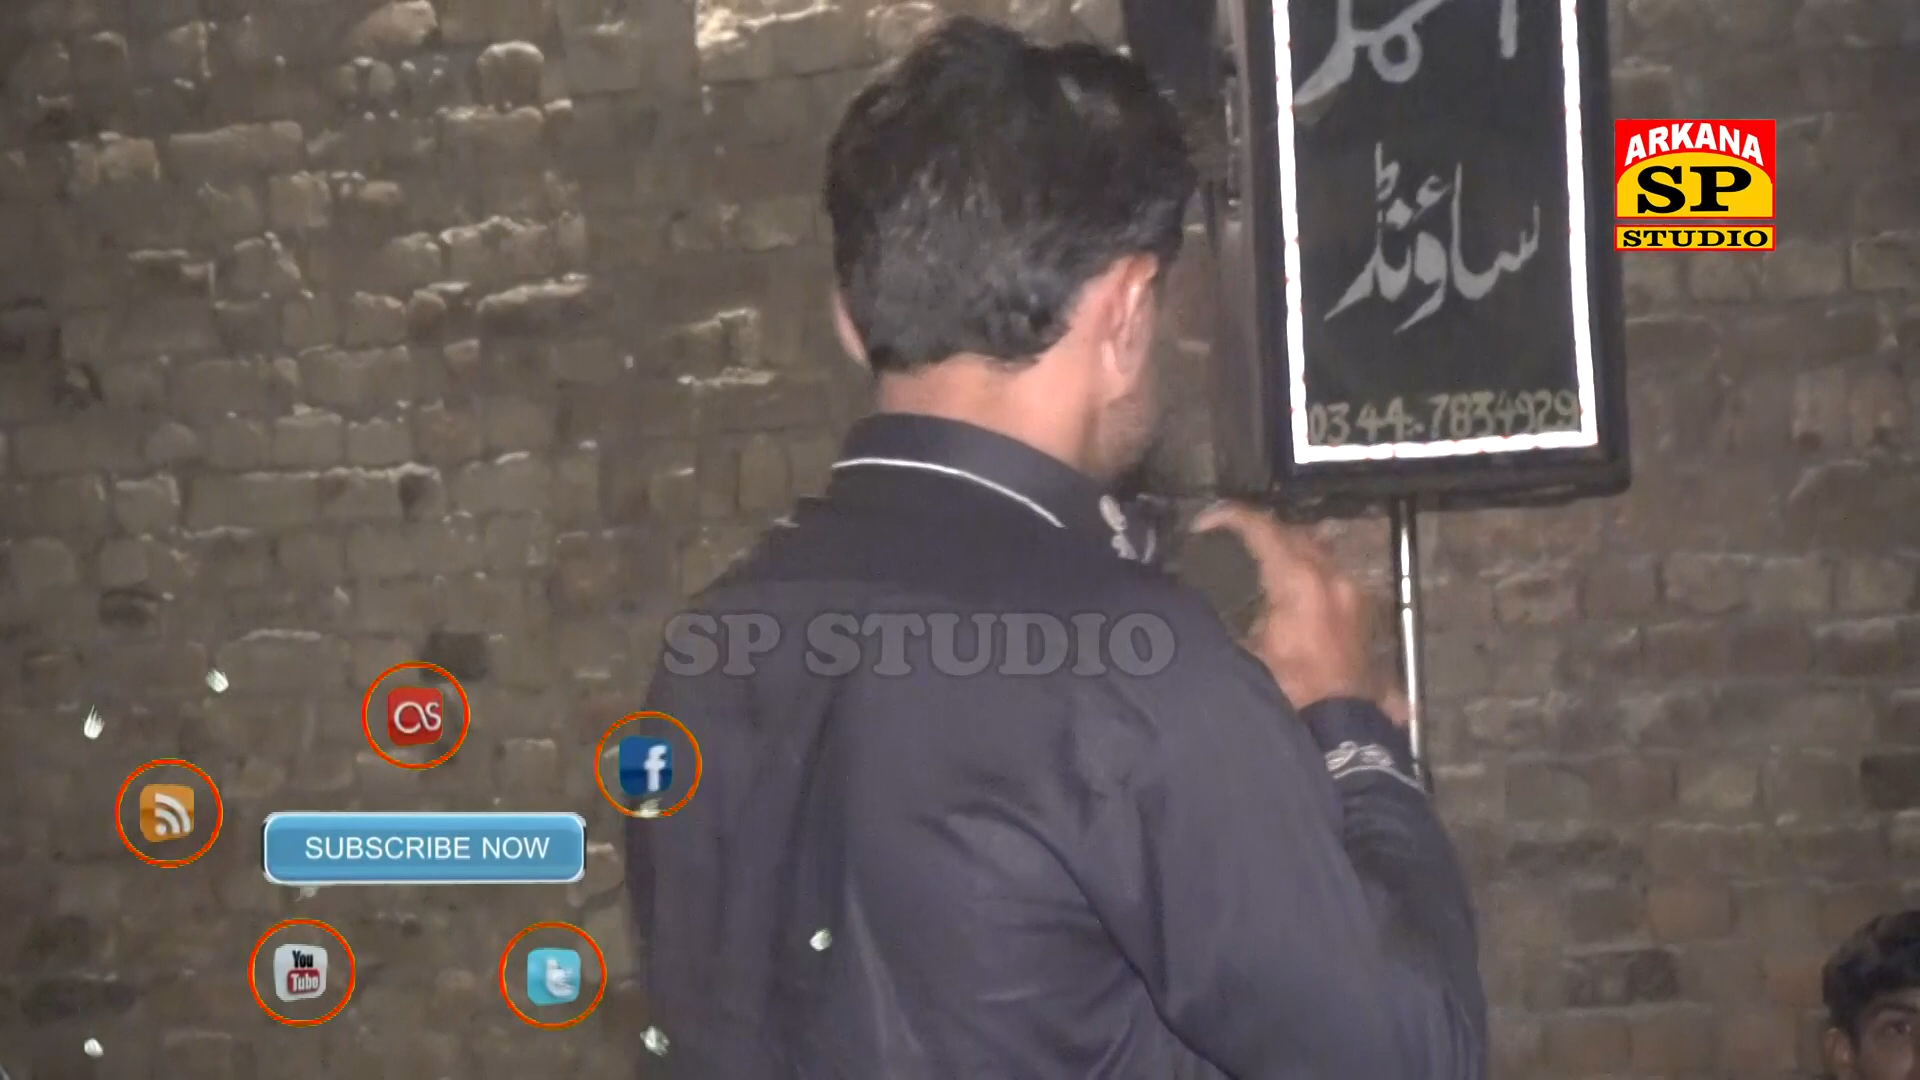 ساؤنڈ
0344-7834929
ARKANA
SP
STUDIO
SP STUDIO
SUBSCRIBE NOW
You
Tube